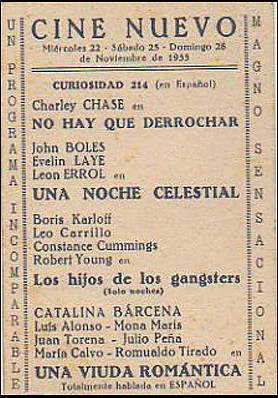 CINE NUEVO
Miércoles 22 - Sábado 25 - Domingo 26
de Noviembre de 1933
UN PROGRAMA INCOMPARABLE
CURIOSIDAD 214 (en Español)
Charley CHASE en
NO HAY QUE DERROCHAR
John BOLES
Evelin LAYE
Leon ERROL en
UNA NOCHE CELESTIAL
Boris Karloff
Leo Carrillo
Constance Cummings
Robert Young en
Los hijos de los gangsters
(Solo noches)
CATALINA BÁRCENA
Luis Alonso - Mona Maris
Juan Torena - Julio Peña
María Calvo - Romualdo Tirado en
UNA VIUDA ROMÁNTICA
Totalmente hablada en ESPAÑOL
MAGNO SENSACIONAL